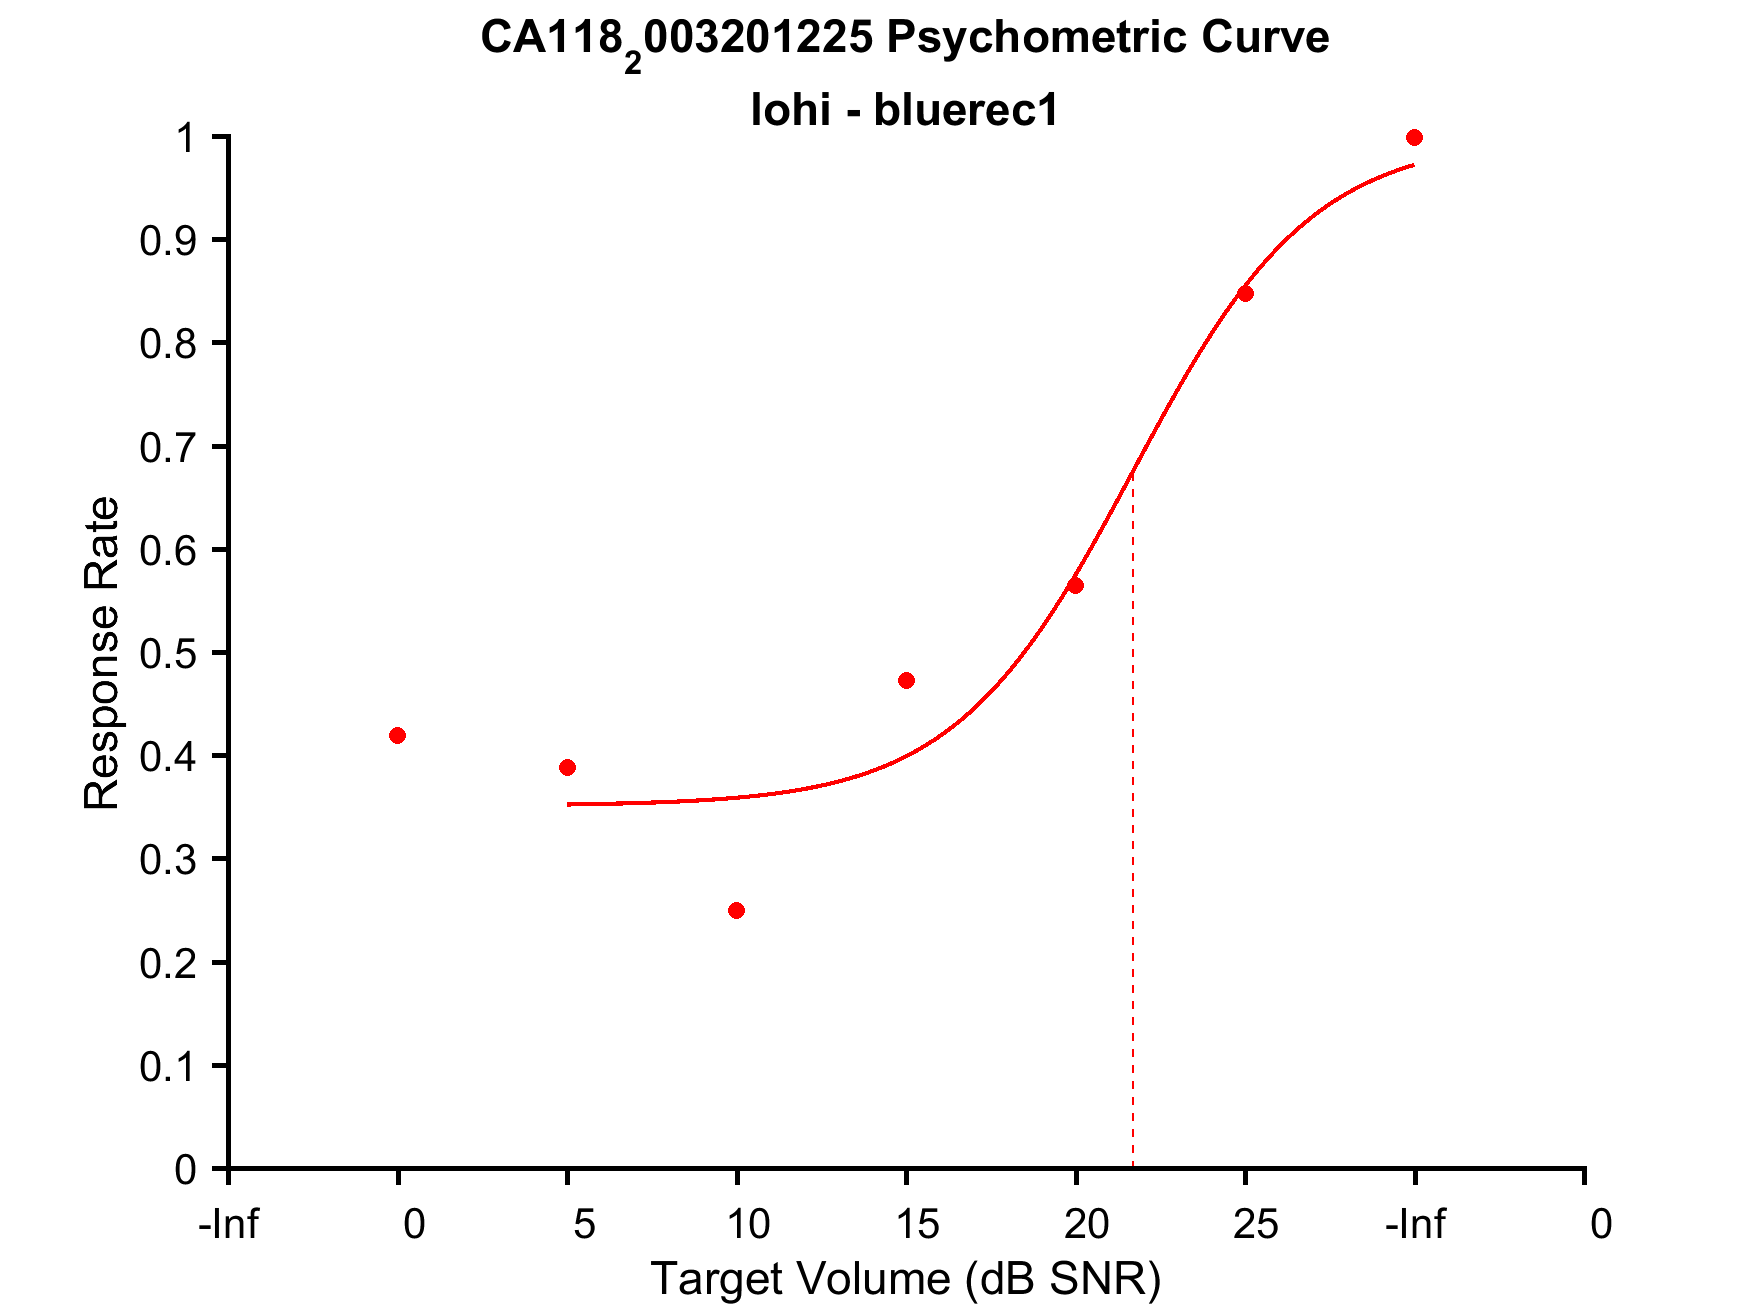 CA118₂003201225 Psychometric Curve
lohi - bluerec1
1
0.9
0.8
0.7
0.6
0.5
0.4
0.3
0.2
0.1
0
Response Rate
-Inf 0 5 10 15 20 25 -Inf 0
Target Volume (dB SNR)